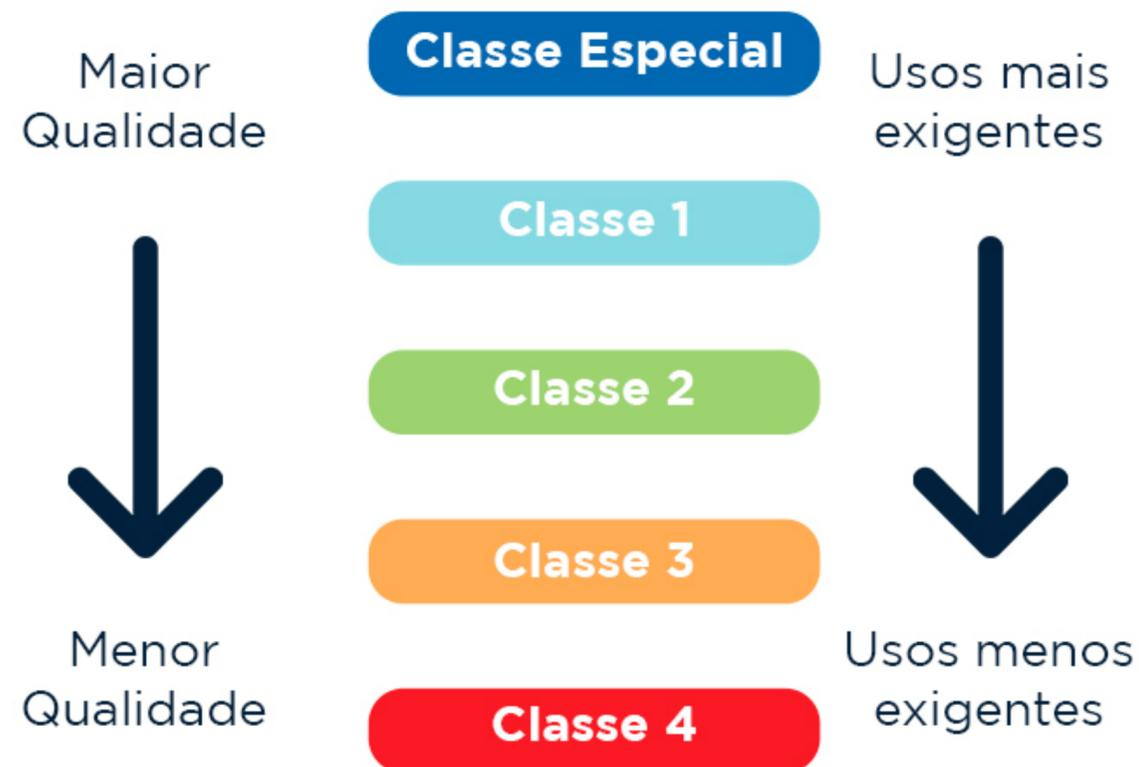 Maior
Qualidade
Classe Especial
Usos mais
exigentes
Classe 1
Classe 2
Classe 3
Menor
Qualidade
Usos menos
exigentes
Classe 4